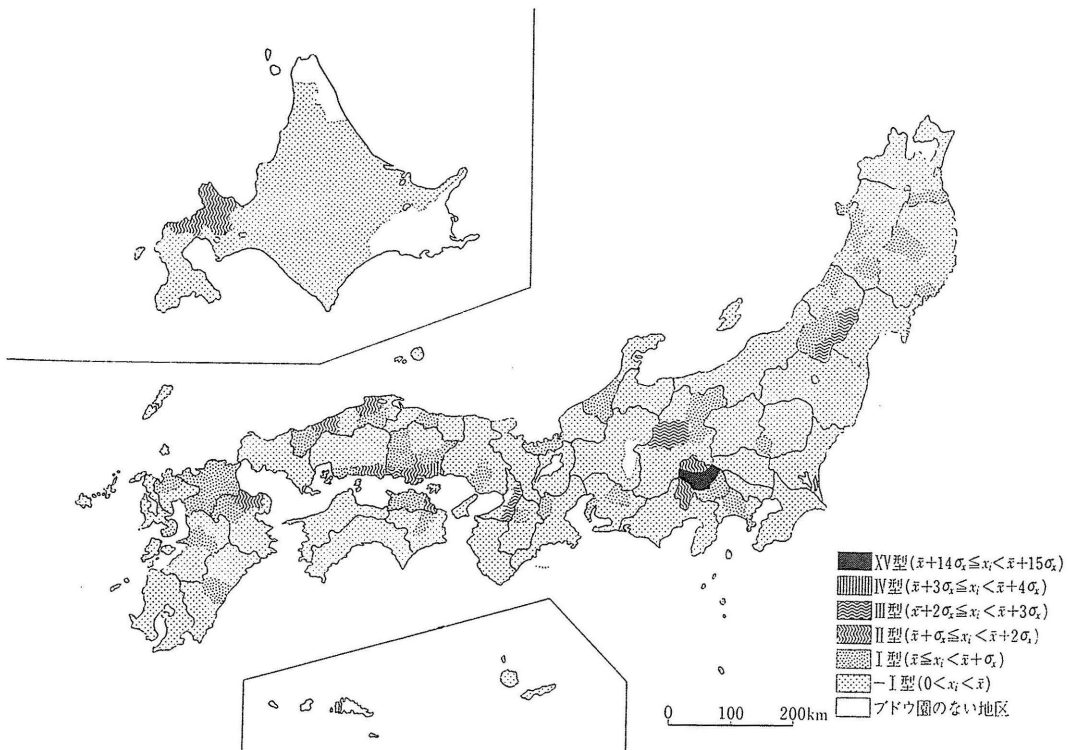 XV型(x̄+14σₓ≦xᵢ<x̄+15σₓ)
Ⅳ型(x̄+3σₓ≦xᵢ<x̄+4σₓ)
Ⅲ型(x̄+2σₓ≦xᵢ<x̄+3σₓ)
Ⅱ型(x̄+σₓ≦xᵢ<x̄+2σₓ)
Ⅰ型(x̄≦xᵢ<x̄+σₓ)
－Ⅰ型(0<xᵢ<x̄)
ブドウ園のない地区
0 100 200km